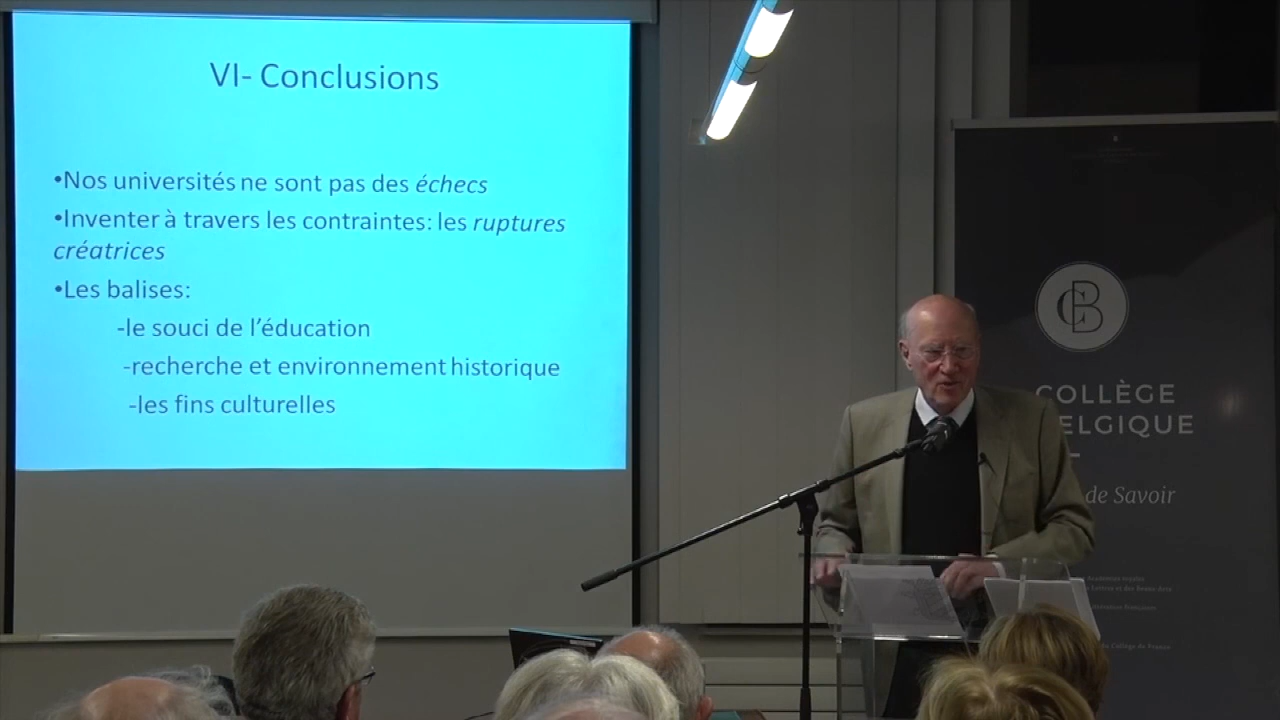 VI- Conclusions
•Nos universités ne sont pas des échecs
•Inventer à travers les contraintes: les ruptures
créatrices
•Les balises:
-le souci de l’éducation
-recherche et environnement historique
-les fins culturelles
CB
COLLÈGE
ELGIQUE
de Savoir